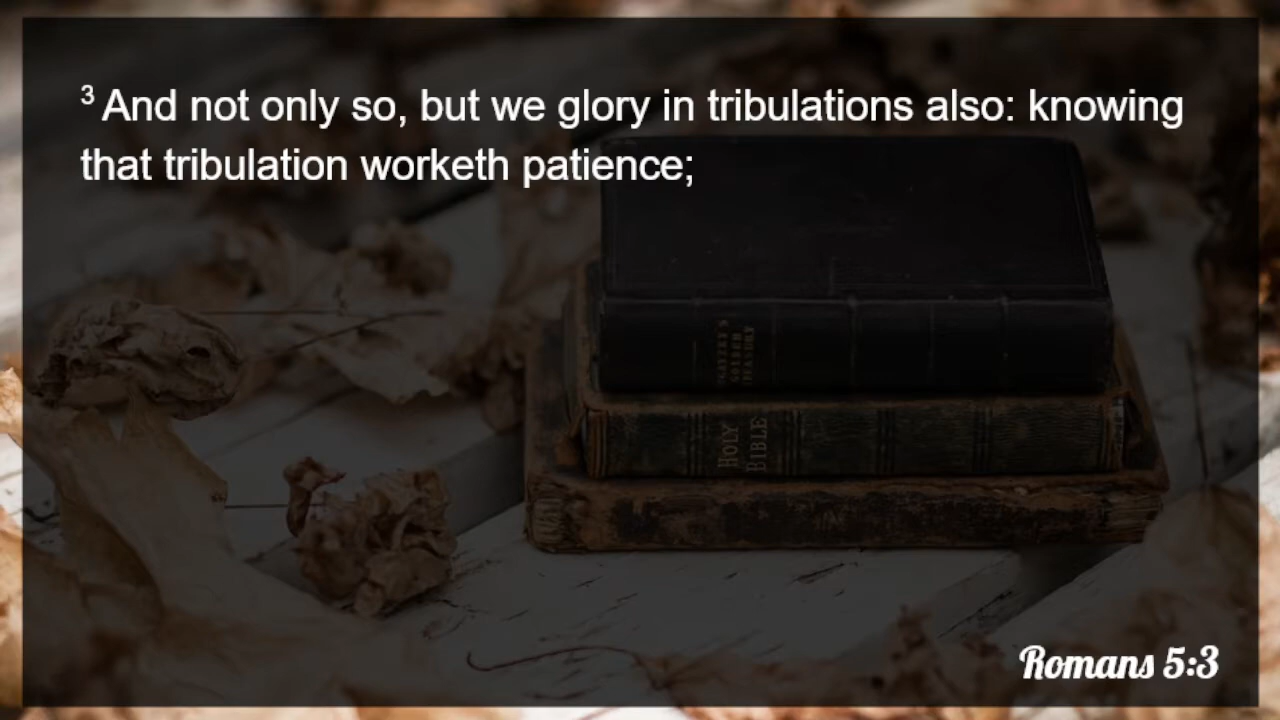 3 And not only so, but we glory in tribulations also: knowing
that tribulation worketh patience;
HOLY
BIBLE
Romans 5:3